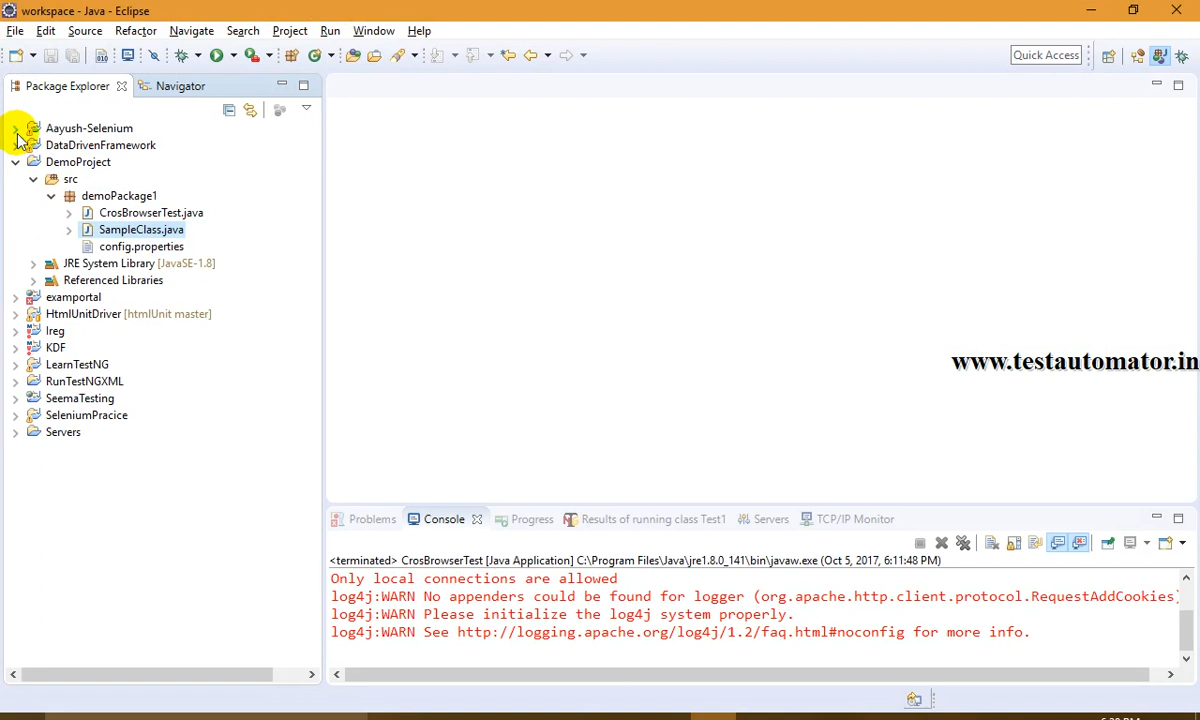 workspace - Java - Eclipse
File Edit Source Refactor Navigate Search Project Run Window Help
Quick Access
Package Explorer Navigator
Aayush-Selenium
DataDrivenFramework
DemoProject
src
demoPackage1
CrosBrowserTest.java
SampleClass.java
config.properties
JRE System Library [JavaSE-1.8]
Referenced Libraries
examportal
HtmlUnitDriver [htmlUnit master]
Ireg
KDF
LearnTestNG
RunTestNGXML
SeemaTesting
SeleniumPracice
Servers
www.testautomator.in
Problems Console Progress Results of running class Test1 Servers TCP/IP Monitor
<terminated> CrosBrowserTest [Java Application] C:\Program Files\Java\jre1.8.0_141\bin\javaw.exe (Oct 5, 2017, 6:11:48 PM)
Only local connections are allowed
log4j:WARN No appenders could be found for logger (org.apache.http.client.protocol.RequestAddCookies)
log4j:WARN Please initialize the log4j system properly.
log4j:WARN See http://logging.apache.org/log4j/1.2/faq.html#noconfig for more info.